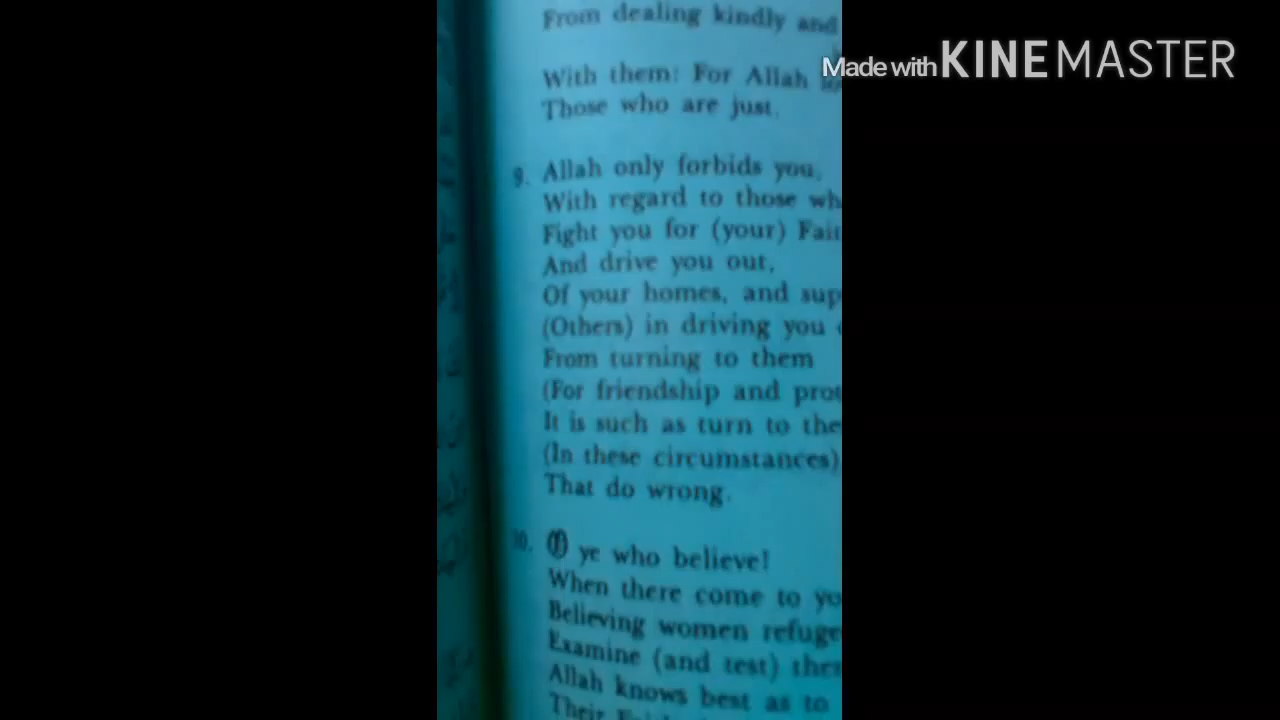 From dealing kindly and
With them: For Allah
Those who are just.
9. Allah only forbids you,
With regard to those wh
Fight you for (your) Fait
And drive you out,
Of your homes, and sup
(Others) in driving you
From turning to them
(For friendship and prot
It is such as turn to the
(In these circumstances)
That do wrong.
10. O ye who believe!
When there come to yo
Believing women refuge
Examine (and test) them
Allah knows best as to
Their
Made with KINEMASTER